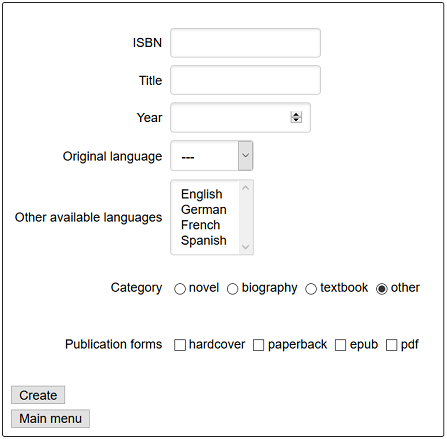 ISBN
Title
Year
Original language ---
Other available languages
English
German
French
Spanish
Category novel biography textbook other
Publication forms hardcover paperback epub pdf
Create
Main menu